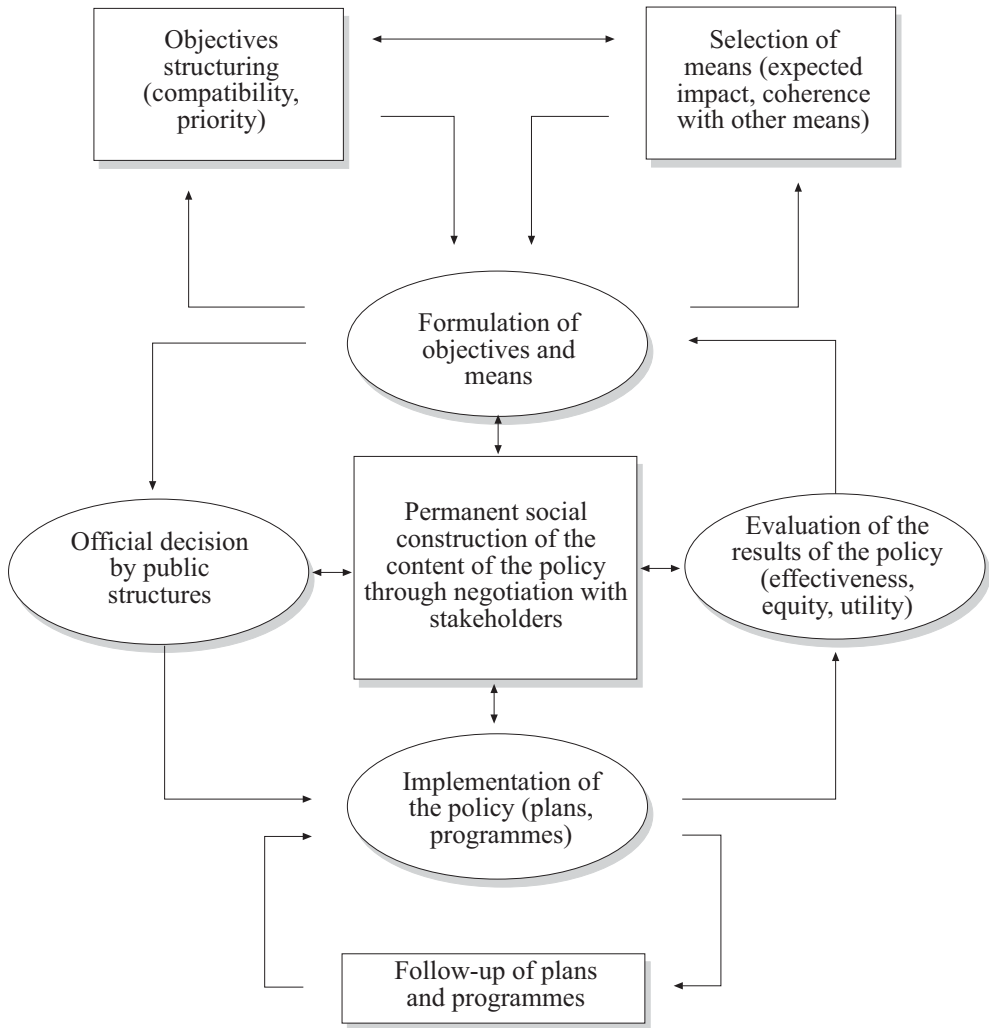 Objectives
structuring
(compatibility,
priority)
Selection of
means (expected
impact, coherence
with other means)
Formulation of
objectives and
means
Official decision
by public
structures
Permanent social
construction of the
content of the policy
through negotiation with
stakeholders
Evaluation of the
results of the policy
(effectiveness,
equity, utility)
Implementation of
the policy (plans,
programmes)
Follow-up of plans
and programmes